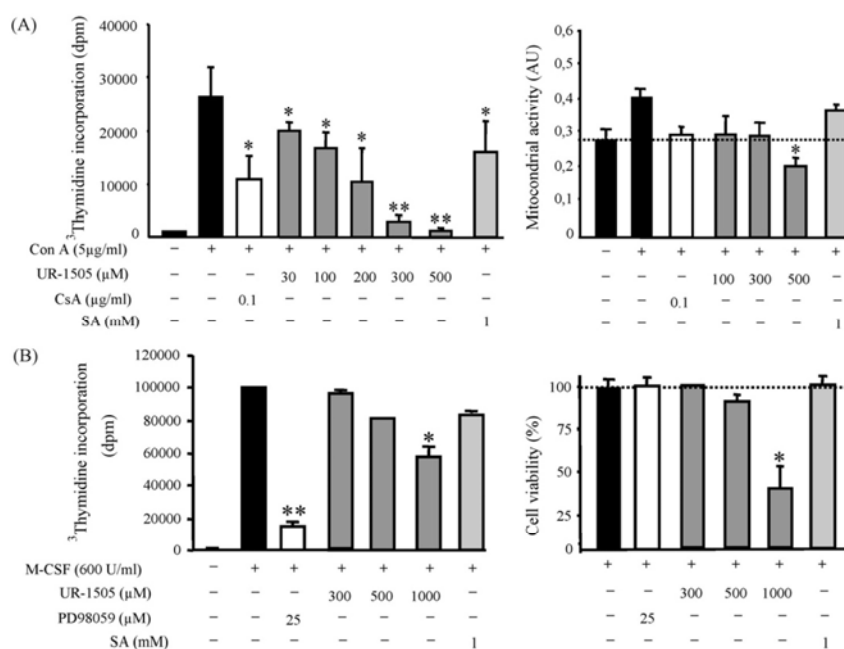 (A)
³Thymidine incorporation (dpm)
40000
30000
20000
10000
0
* * * * ** ** *
Con A (5µg/ml) – + + + + + + + +
UR-1505 (µM) – – – 30 100 200 300 500 –
CsA (µg/ml) – – 0.1 – – – – – –
SA (mM) – – – – – – – – 1
Mitocondrial activity (AU)
0,6
0,5
0,4
0,3
0,2
0,1
0
*
– + + + + + +
– – – 100 300 500 –
– – 0.1 – – – –
– – – – – – 1
(B)
³Thymidine incorporation
(dpm)
120000
100000
80000
60000
40000
20000
0
** *
M-CSF (600 U/ml) – + + + + + +
UR-1505 (µM) – – – 300 500 1000 –
PD98059 (µM) – – 25 – – – –
SA (mM) – – – – – – 1
Cell viability (%)
100
75
50
25
0
*
+ + + + + +
– – 300 500 1000 –
– 25 – – – –
– – – – – 1